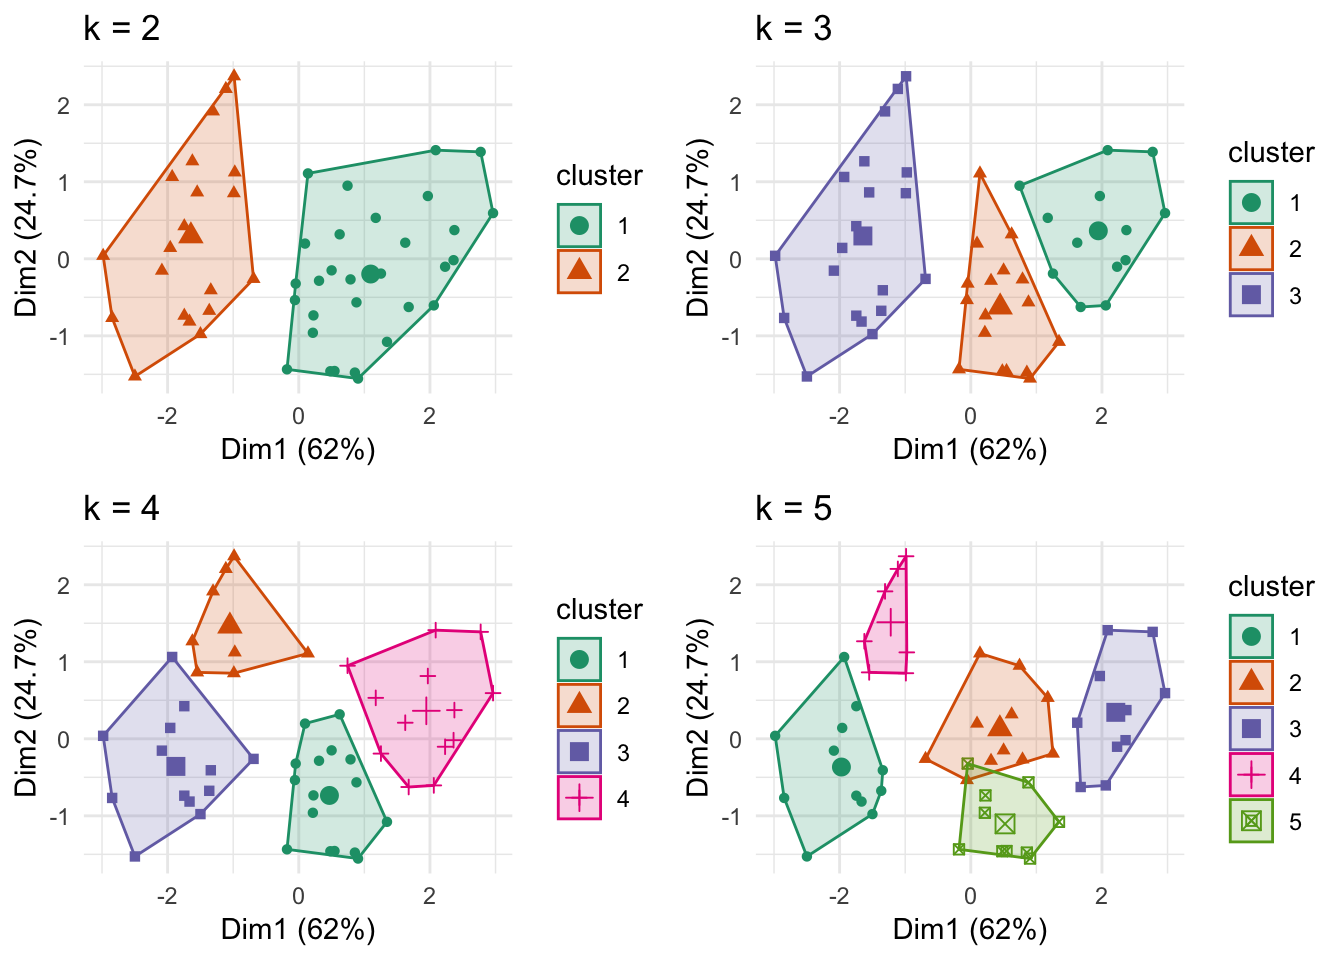 k = 2
Dim2 (24.7%)
2
1
0
-1
-2
0
2
Dim1 (62%)
cluster
1
2
k = 3
Dim2 (24.7%)
2
1
0
-1
-2
0
2
Dim1 (62%)
cluster
1
2
3
k = 4
Dim2 (24.7%)
2
1
0
-1
-2
0
2
Dim1 (62%)
cluster
1
2
3
4
k = 5
Dim2 (24.7%)
2
1
0
-1
-2
0
2
Dim1 (62%)
cluster
1
2
3
4
5